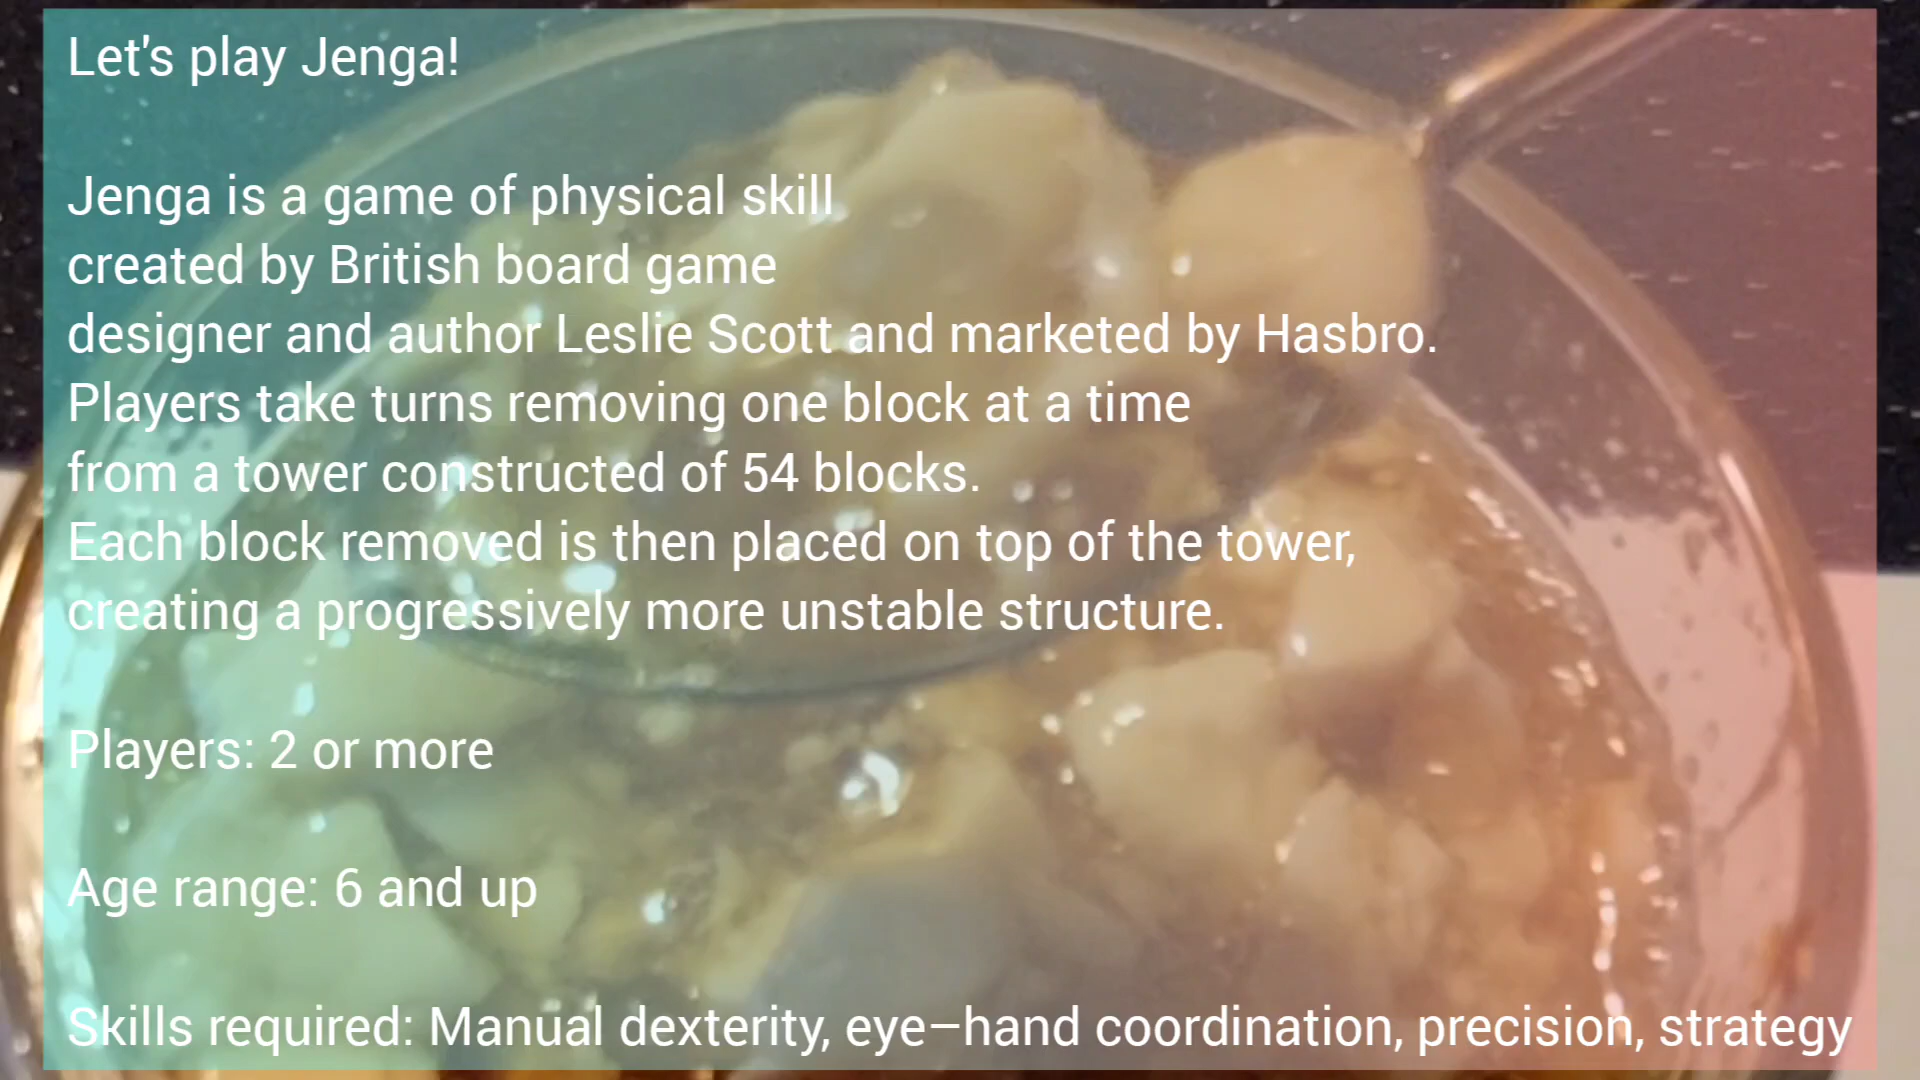 Let's play Jenga!
Jenga is a game of physical skill
created by British board game
designer and author Leslie Scott and marketed by Hasbro.
Players take turns removing one block at a time
from a tower constructed of 54 blocks.
Each block removed is then placed on top of the tower,
creating a progressively more unstable structure.
Players: 2 or more
Age range: 6 and up
Skills required: Manual dexterity, eye–hand coordination, precision, strategy